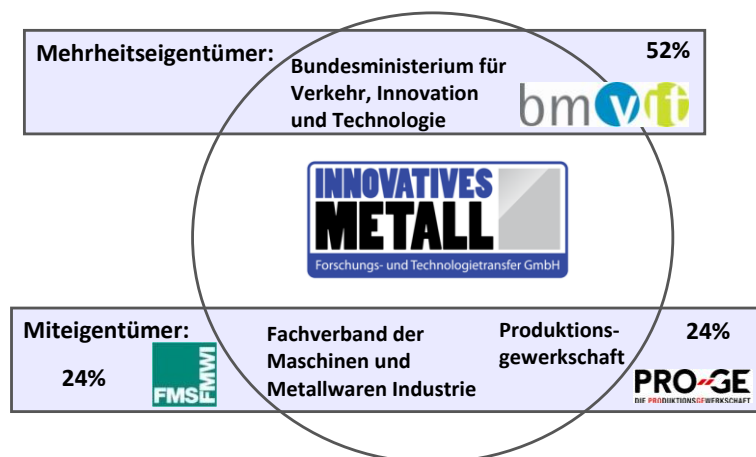 Mehrheitseigentümer:
Bundesministerium für
Verkehr, Innovation
und Technologie
52%
bmvit
INNOVATIVES
METALL
Forschungs- und Technologietransfer GmbH
Miteigentümer:
24%
FMS
FMWI
Fachverband der
Maschinen und
Metallwaren Industrie
Produktions-
gewerkschaft
24%
PRO-GE
DIE PRODUKTIONSGEWERKSCHAFT